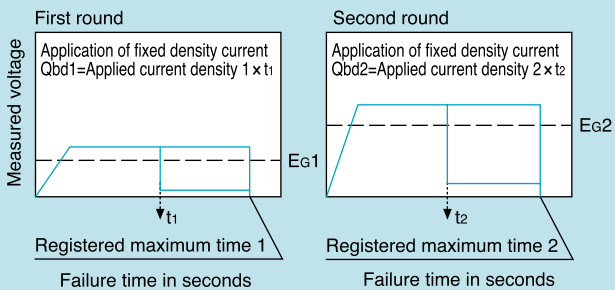 First round
Application of fixed density current
Qbd1=Applied current density 1 × t1
Measured voltage
EG1
t1
Registered maximum time 1
Failure time in seconds
Second round
Application of fixed density current
Qbd2=Applied current density 2 × t2
EG2
t2
Registered maximum time 2
Failure time in seconds